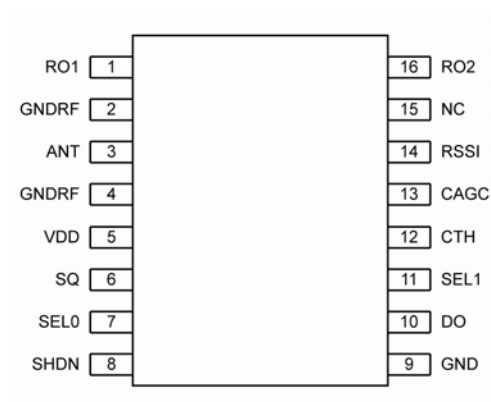 RO1 1 16 RO2
GNDRF 2 15 NC
ANT 3 14 RSSI
GNDRF 4 13 CAGC
VDD 5 12 CTH
SQ 6 11 SEL1
SEL0 7 10 DO
SHDN 8 9 GND